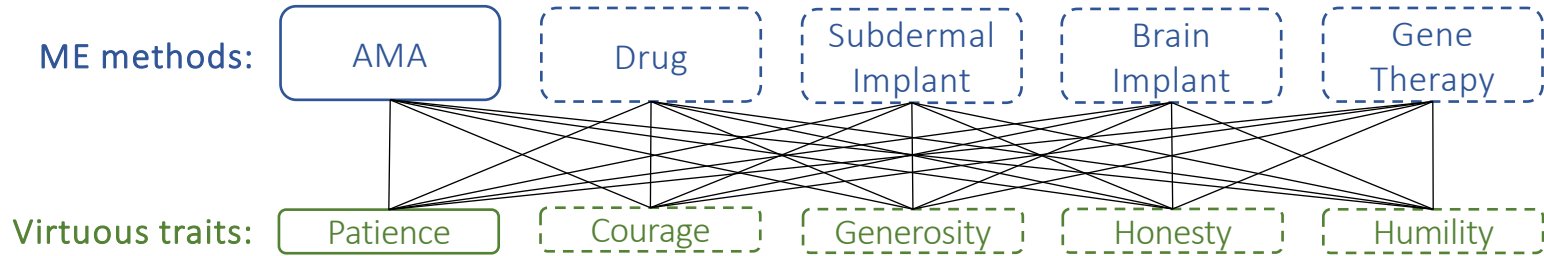 ME methods:
AMA
Drug
Subdermal
Implant
Brain
Implant
Gene
Therapy
Virtuous traits:
Patience
Courage
Generosity
Honesty
Humility